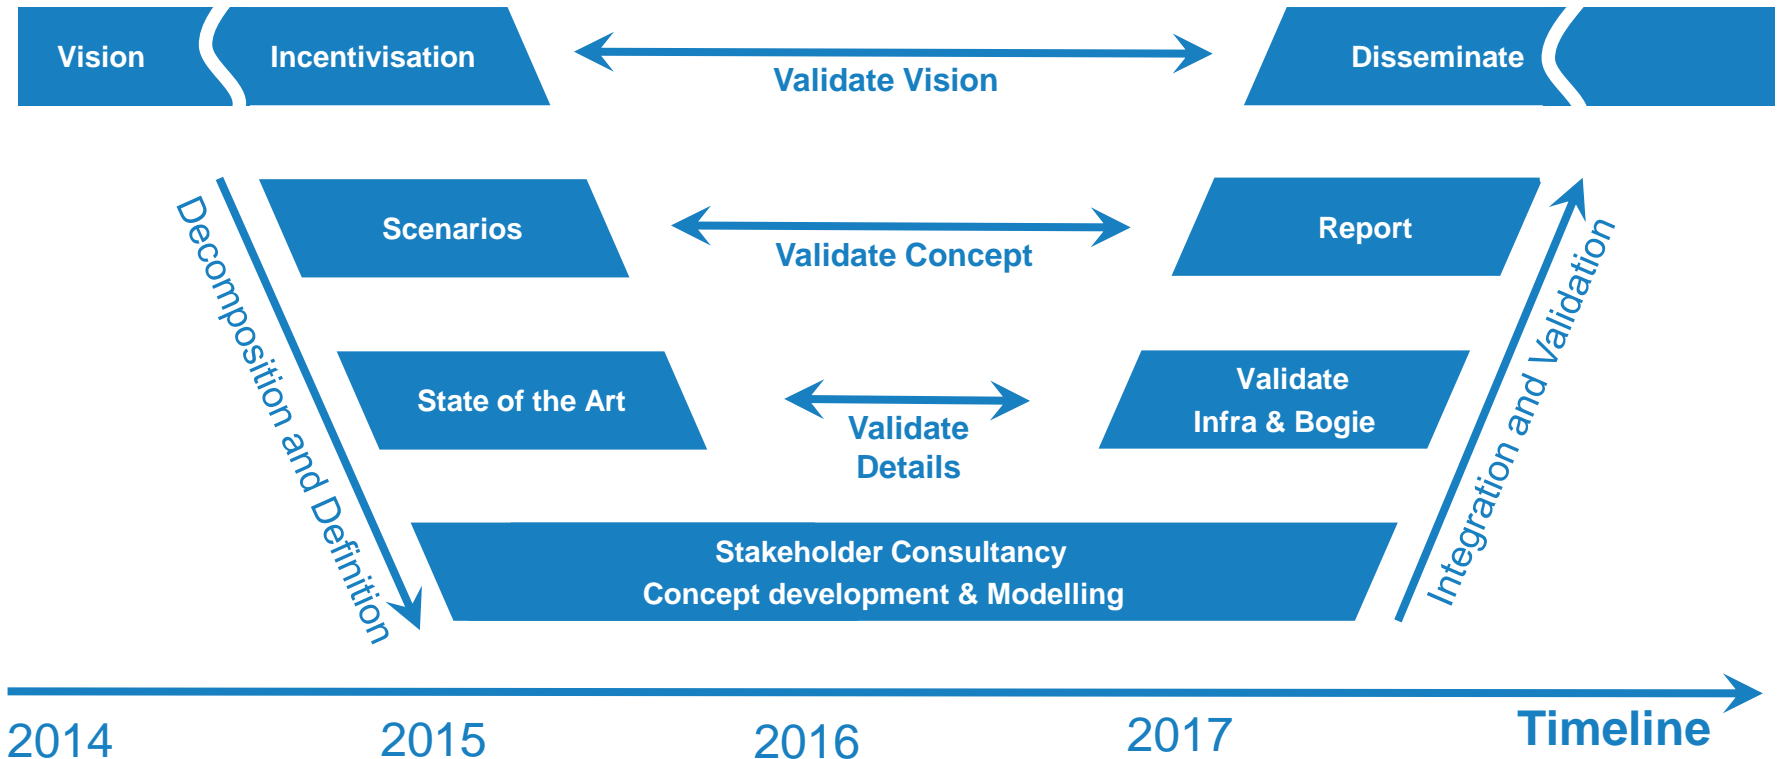 Vision
Incentivisation
Validate Vision
Disseminate
Decomposition and Definition
Scenarios
Validate Concept
Report
Integration and Validation
State of the Art
Validate
Details
Validate
Infra & Bogie
Stakeholder Consultancy
Concept development & Modelling
2014
2015
2016
2017
Timeline